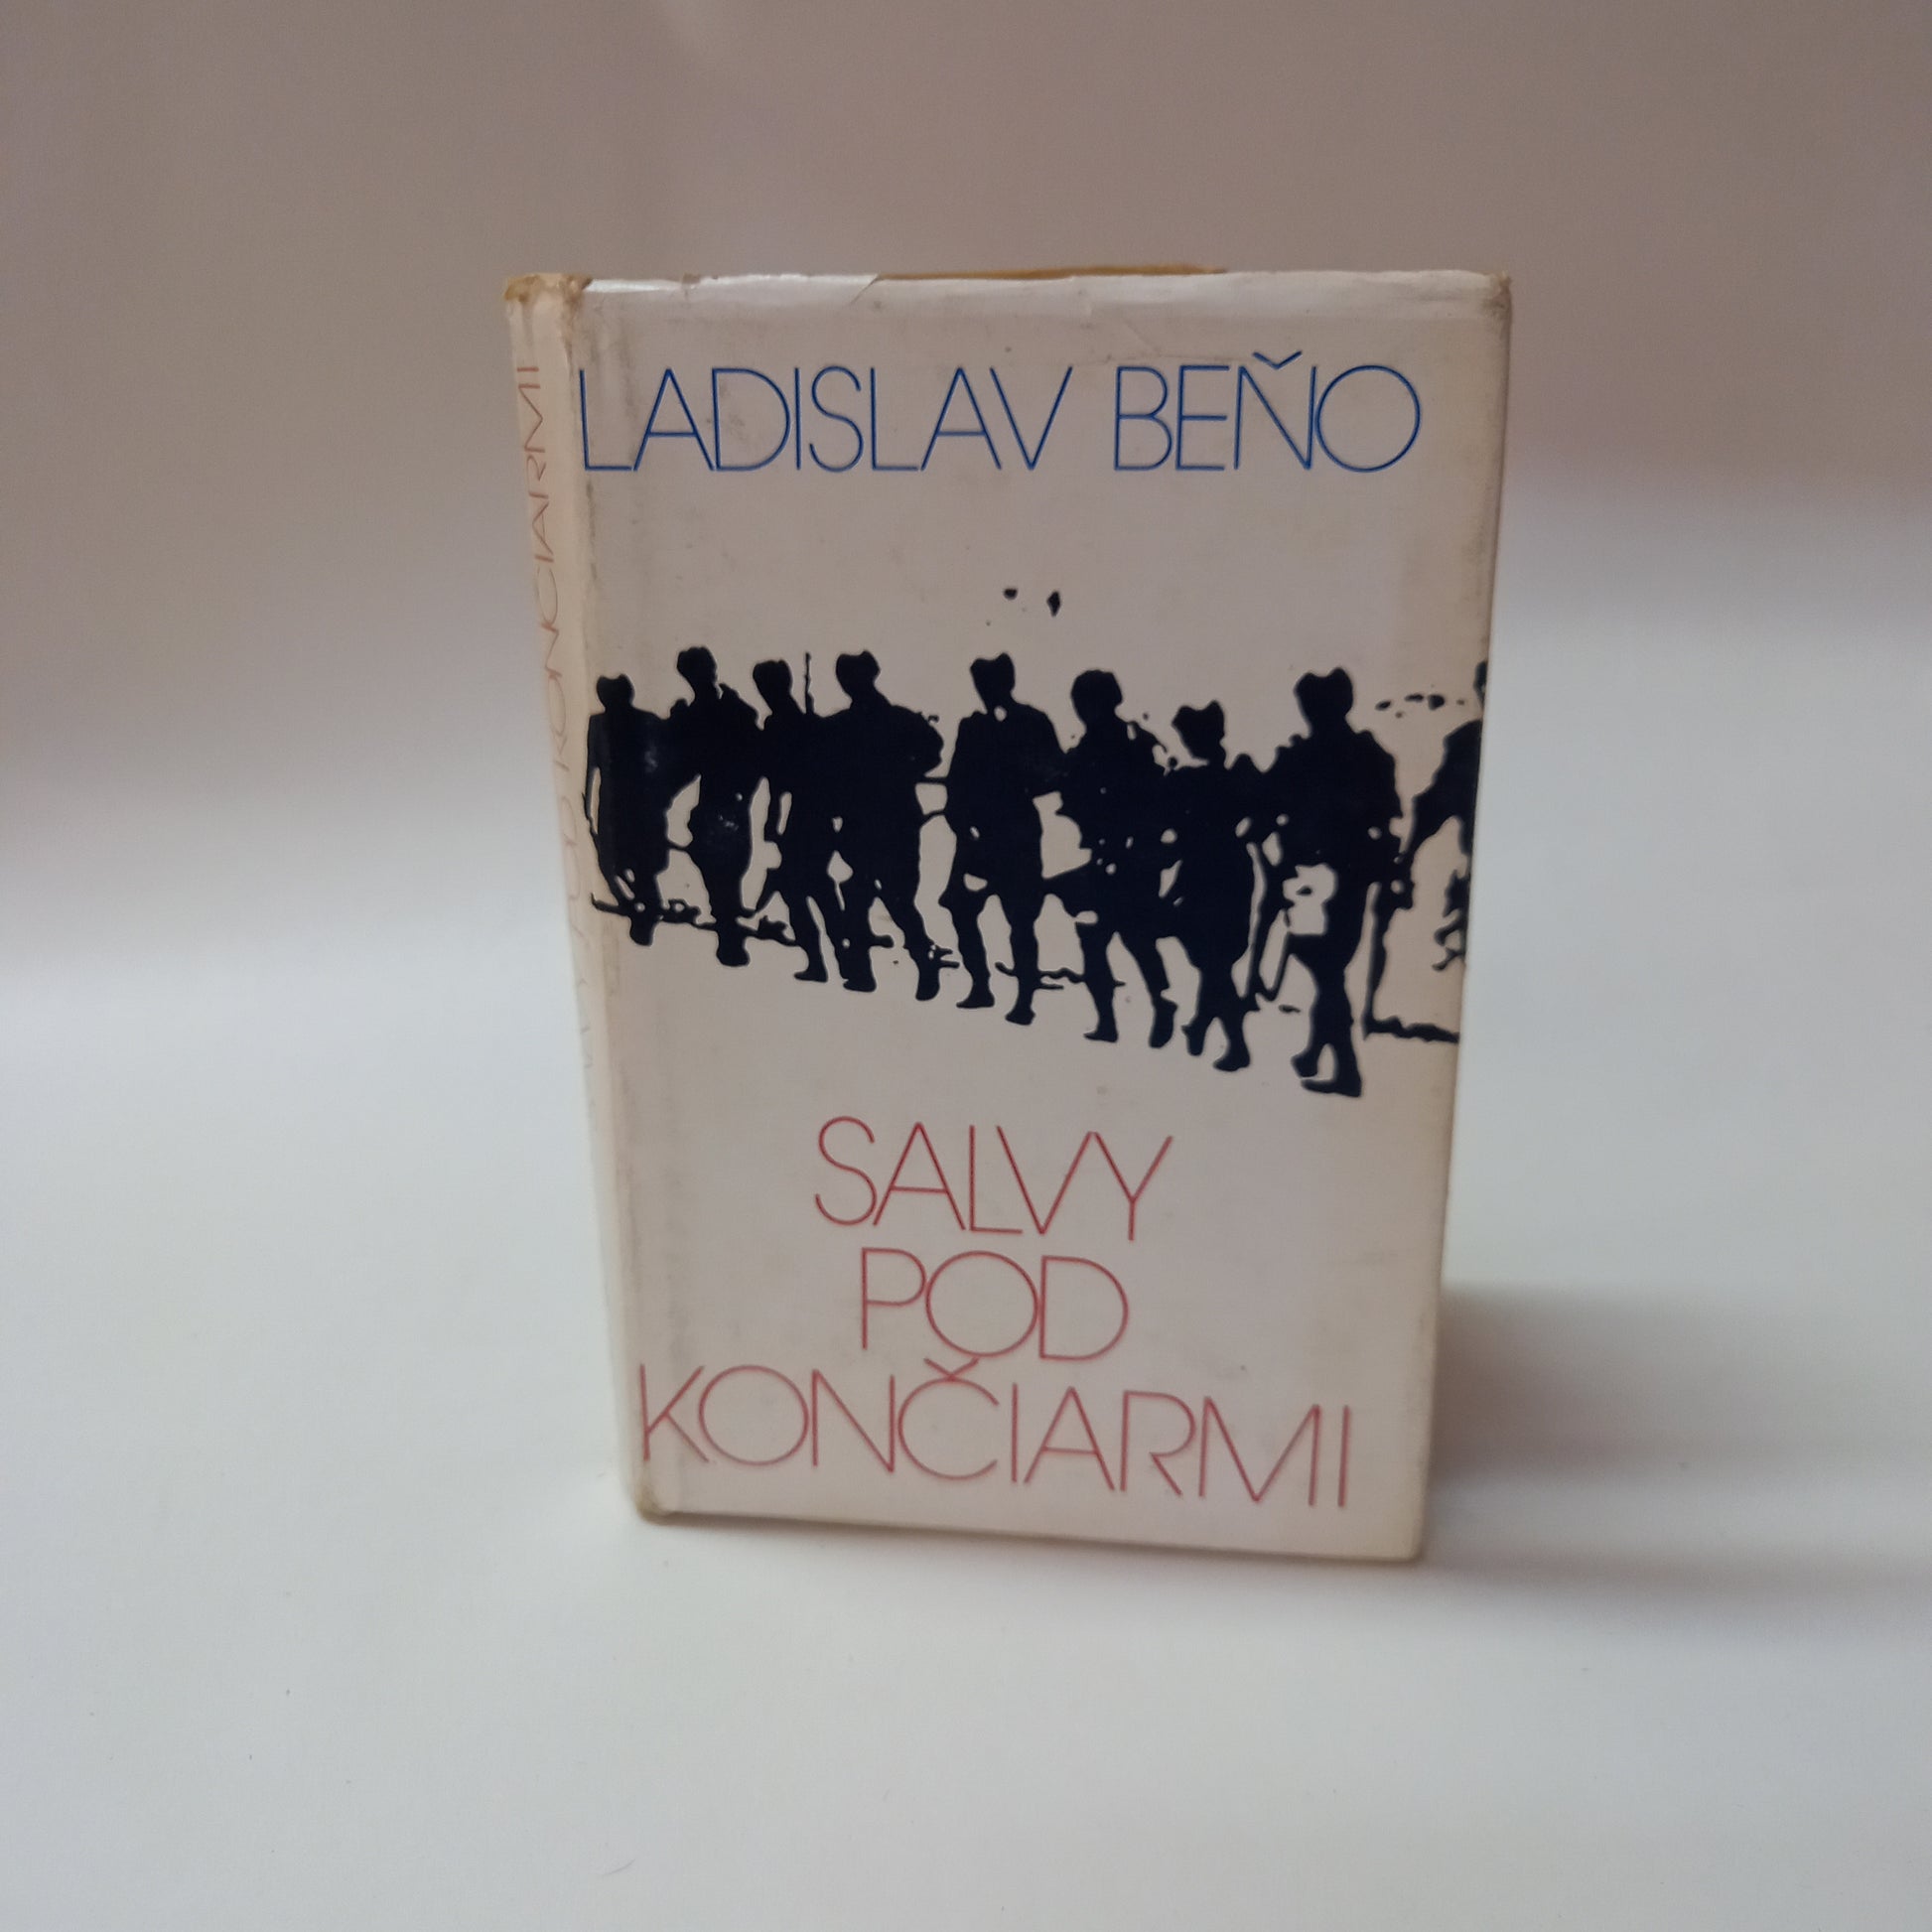 LADISLAV BEŇO
SALVY
POD
KONČIARMI
SALVY POD KONČIARMI